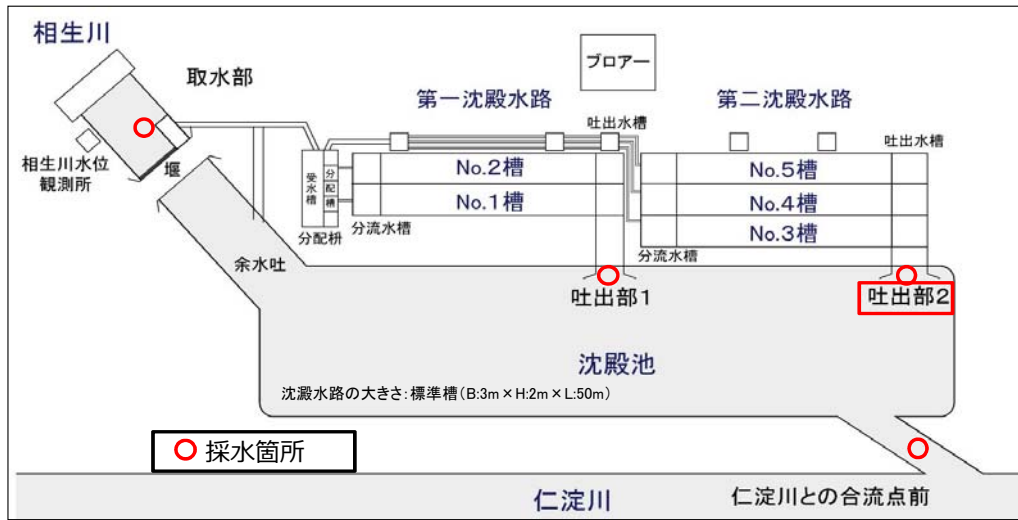 相生川
取水部
ブロアー
第一沈殿水路
第二沈殿水路
吐出水槽
吐出水槽
相生川水位
観測所
堰
受水槽
分配槽
No.2槽
No.1槽
No.5槽
No.4槽
No.3槽
分配枡
分流水槽
分流水槽
余水吐
吐出部1
吐出部2
沈殿池
沈澱水路の大きさ:標準槽(B:3m×H:2m×L:50m)
採水箇所
仁淀川
仁淀川との合流点前